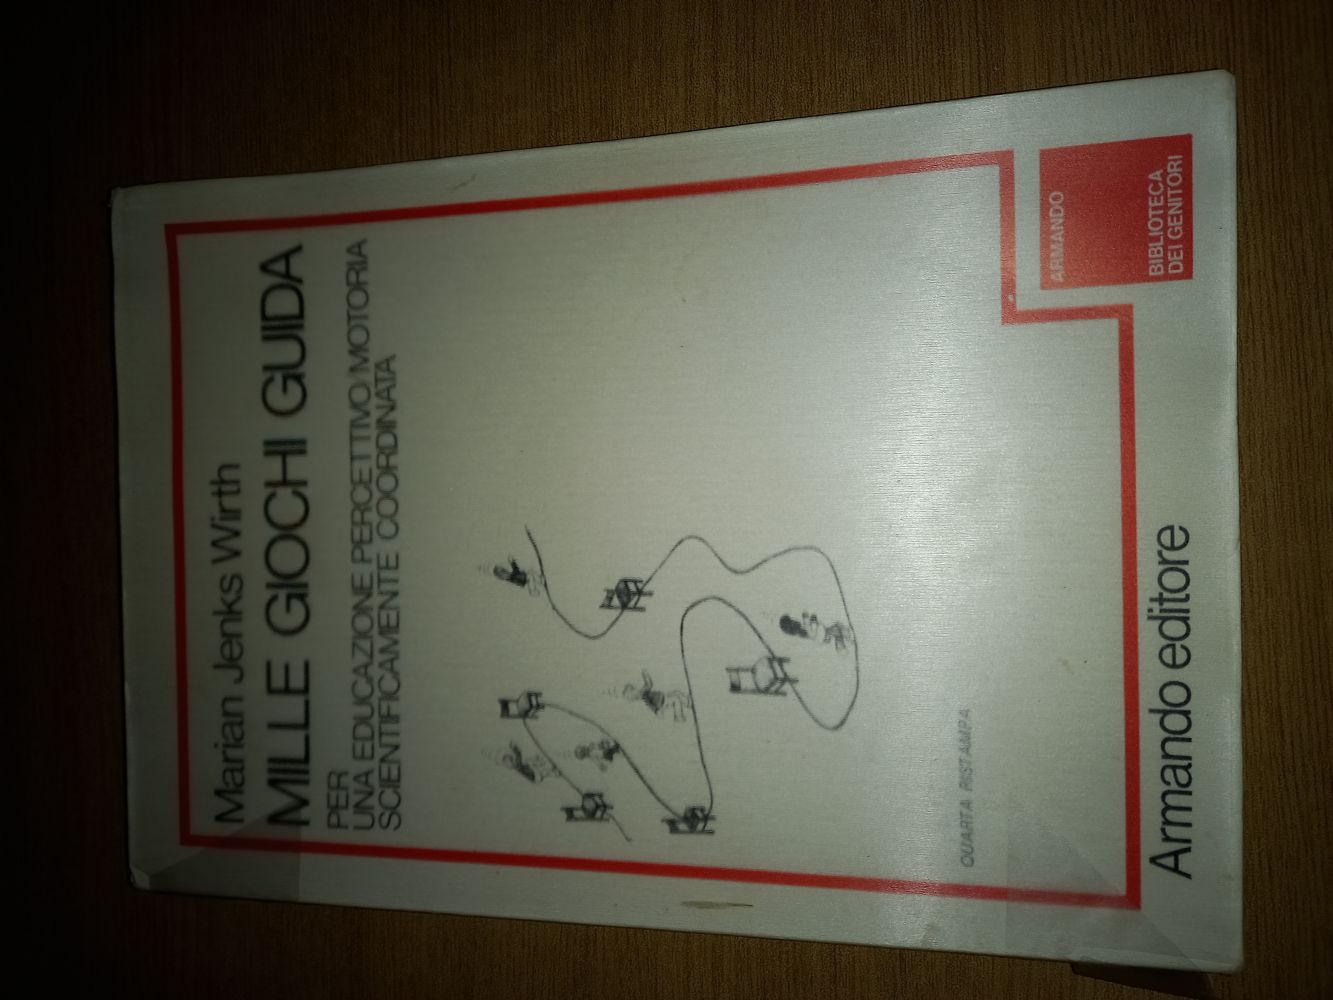 Marian Jenks Wirth
MILLE GIOCHI GUIDA
PER
UNA EDUCAZIONE PERCETTIVO/MOTORIA
SCIENTIFICAMENTE COORDINATA
QUARTA RISTAMPA
ARMANDO
BIBLIOTECA
DEI GENITORI
Armando editore